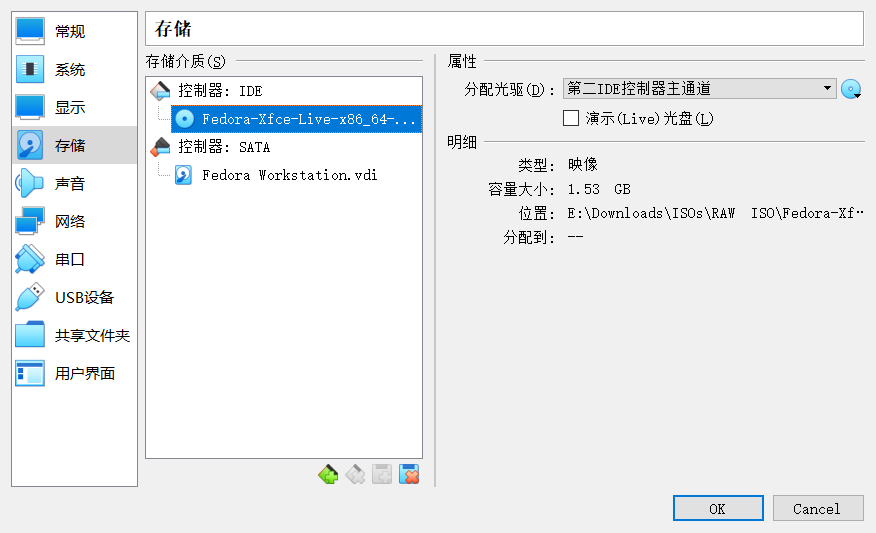 常规
系统
显示
存储
声音
网络
串口
USB设备
共享文件夹
用户界面
存储
存储介质(S)
控制器: IDE
Fedora-Xfce-Live-x86_64-...
控制器: SATA
Fedora Workstation.vdi
属性
分配光驱(D): 第二IDE控制器主通道
演示(Live)光盘(L)
明细
类型: 映像
容量大小: 1.53 GB
位置: E:\Downloads\ISOs\RAW ISO\Fedora-Xf…
分配到: --
OK
Cancel